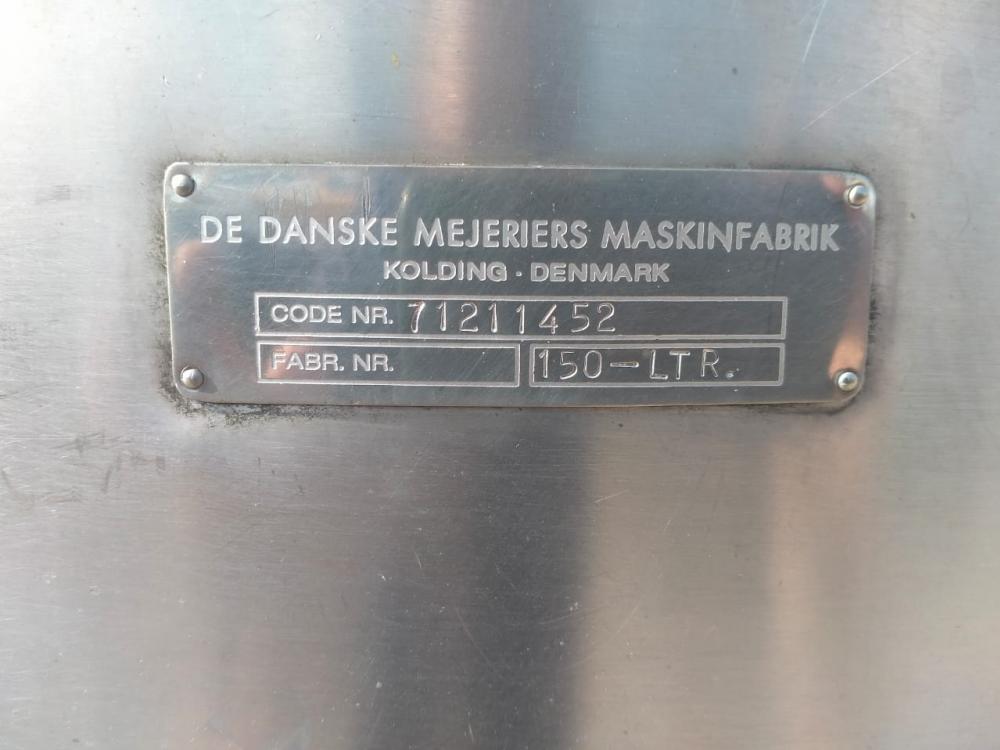 DE DANSKE MEJERIERS MASKINFABRIK
KOLDING · DENMARK
CODE NR. 71211452
FABR. NR. 150-LTR.